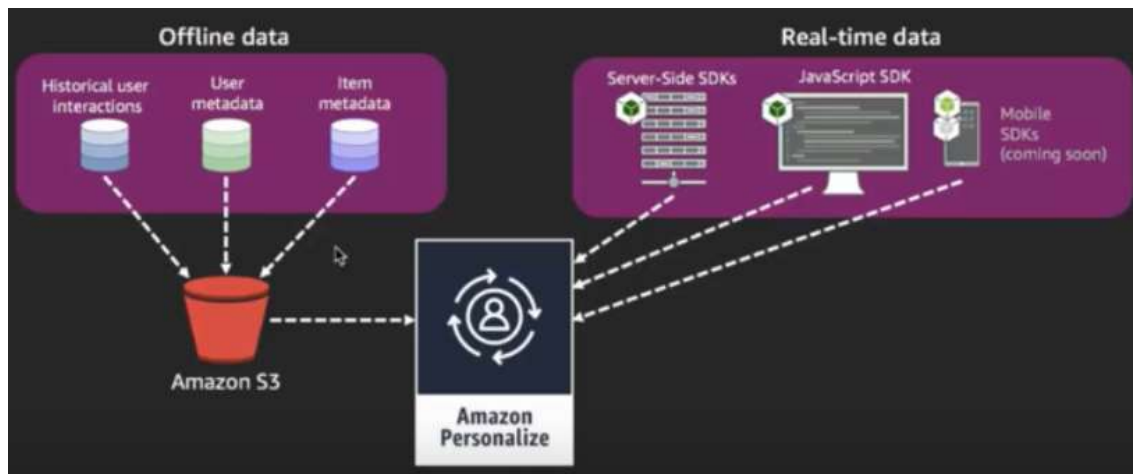 Offline data
Historical user
interactions
User
metadata
Item
metadata
Real-time data
Server-Side SDKs
JavaScript SDK
Mobile
SDKs
(coming soon)
Amazon S3
Amazon
Personalize